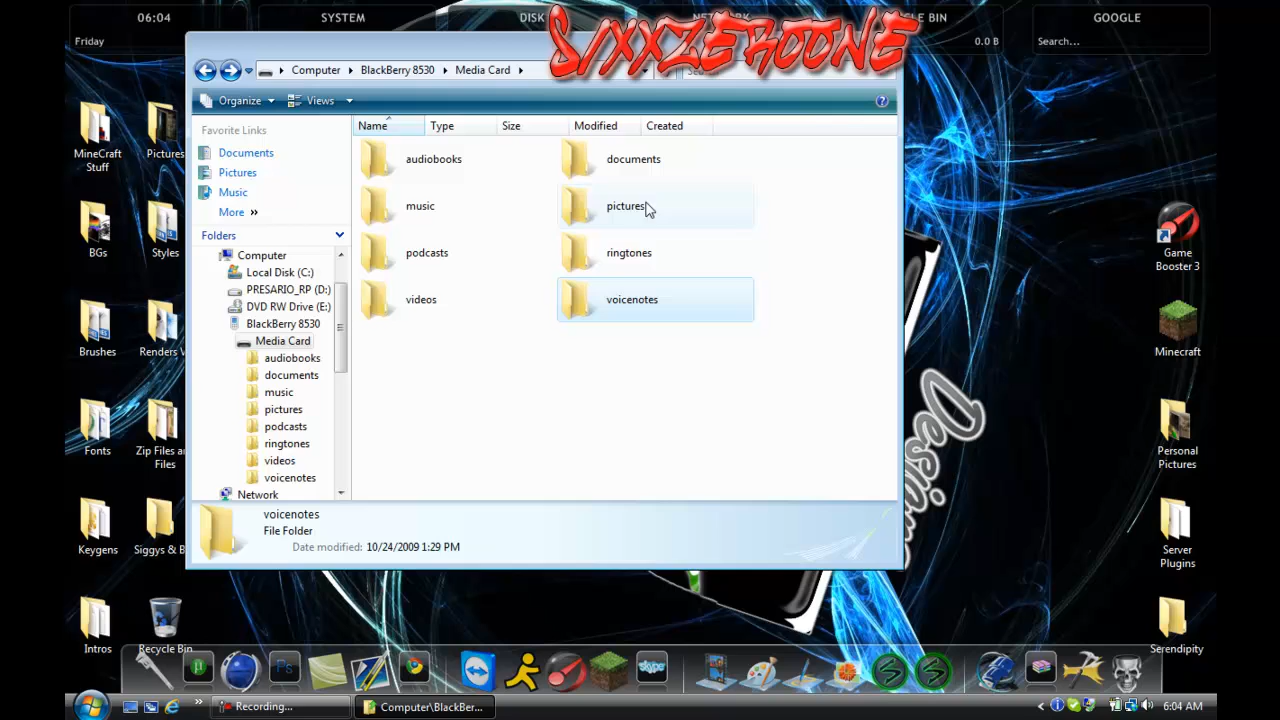 06:04
SYSTEM
DISK
NETWORK
LE BIN
GOOGLE
Friday
0.0 B
Search...
SIXXZEROONE
Computer
BlackBerry 8530
Media Card
Organize
Views
Favorite Links
Documents
Pictures
Music
More »
Folders
Computer
Local Disk (C:)
PRESARIO_RP (D:)
DVD RW Drive (E:)
BlackBerry 8530
Media Card
audiobooks
documents
music
pictures
podcasts
ringtones
videos
voicenotes
Network
Name
Type
Size
Modified
Created
audiobooks
documents
music
pictures
podcasts
ringtones
videos
voicenotes
voicenotes
File Folder
Date modified: 10/24/2009 1:29 PM
MineCraft
Stuff
Pictures
BGs
Styles
Brushes
Renders
Fonts
Zip Files
Files
Keygens
Siggys & B
Intros
Recycle Bin
Game
Booster 3
Minecraft
Personal
Pictures
Server
Plugins
Serendipity
Ps
skype
Recording...
Computer\BlackBer...
6:04 AM